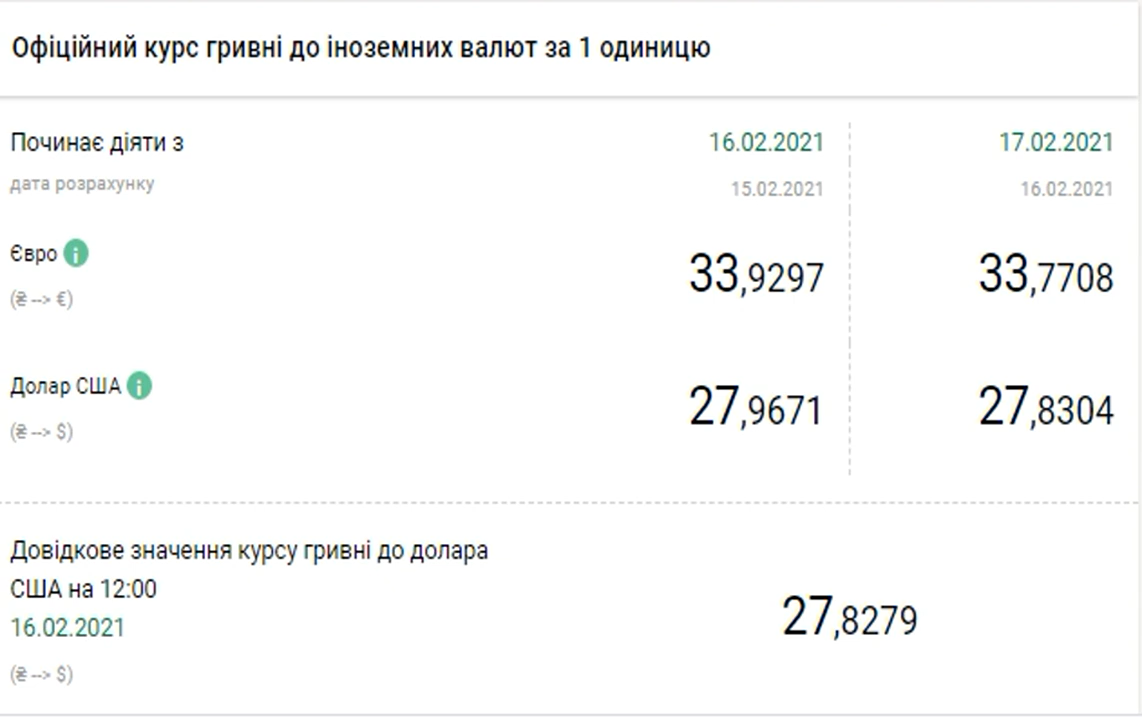 Офіційний курс гривні до іноземних валют за 1 одиницю
Починає діяти з 16.02.2021 17.02.2021
дата розрахунку 15.02.2021 16.02.2021
Євро i 33,9297 33,7708
(₴ --> €)
Долар США i 27,9671 27,8304
(₴ --> $)
Довідкове значення курсу гривні до долара
США на 12:00
16.02.2021 27,8279
(₴ --> $)